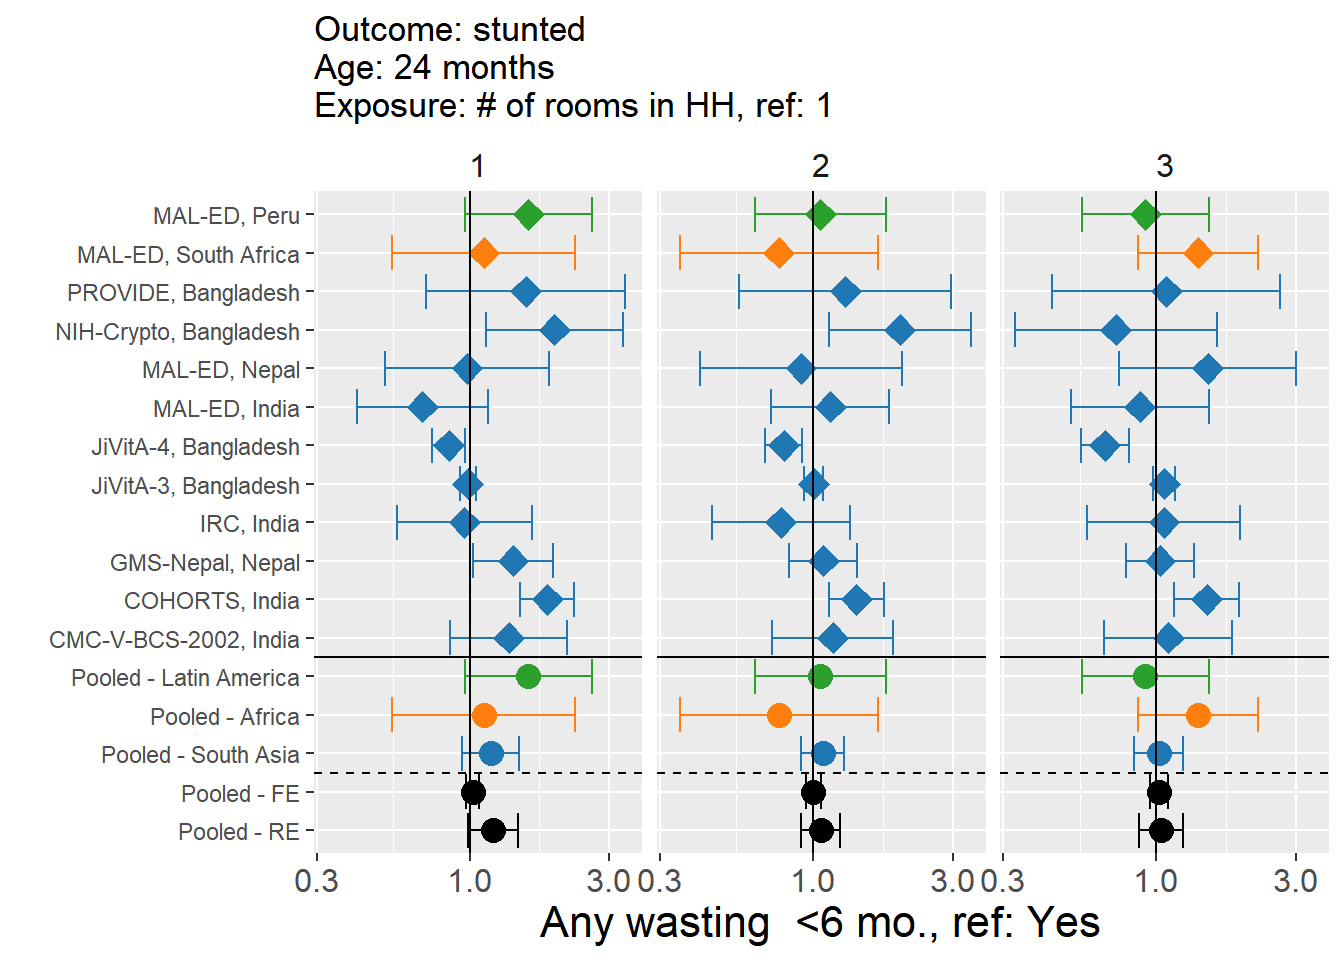 Outcome: stunted
Age: 24 months
Exposure: # of rooms in HH, ref: 1
1 2 3
MAL-ED, Peru
MAL-ED, South Africa
PROVIDE, Bangladesh
NIH-Crypto, Bangladesh
MAL-ED, Nepal
MAL-ED, India
JiVitA-4, Bangladesh
JiVitA-3, Bangladesh
IRC, India
GMS-Nepal, Nepal
COHORTS, India
CMC-V-BCS-2002, India
Pooled - Latin America
Pooled - Africa
Pooled - South Asia
Pooled - FE
Pooled - RE
0.3 1.0 3.0 0.3 1.0 3.0 0.3 1.0 3.0
Any wasting <6 mo., ref: Yes